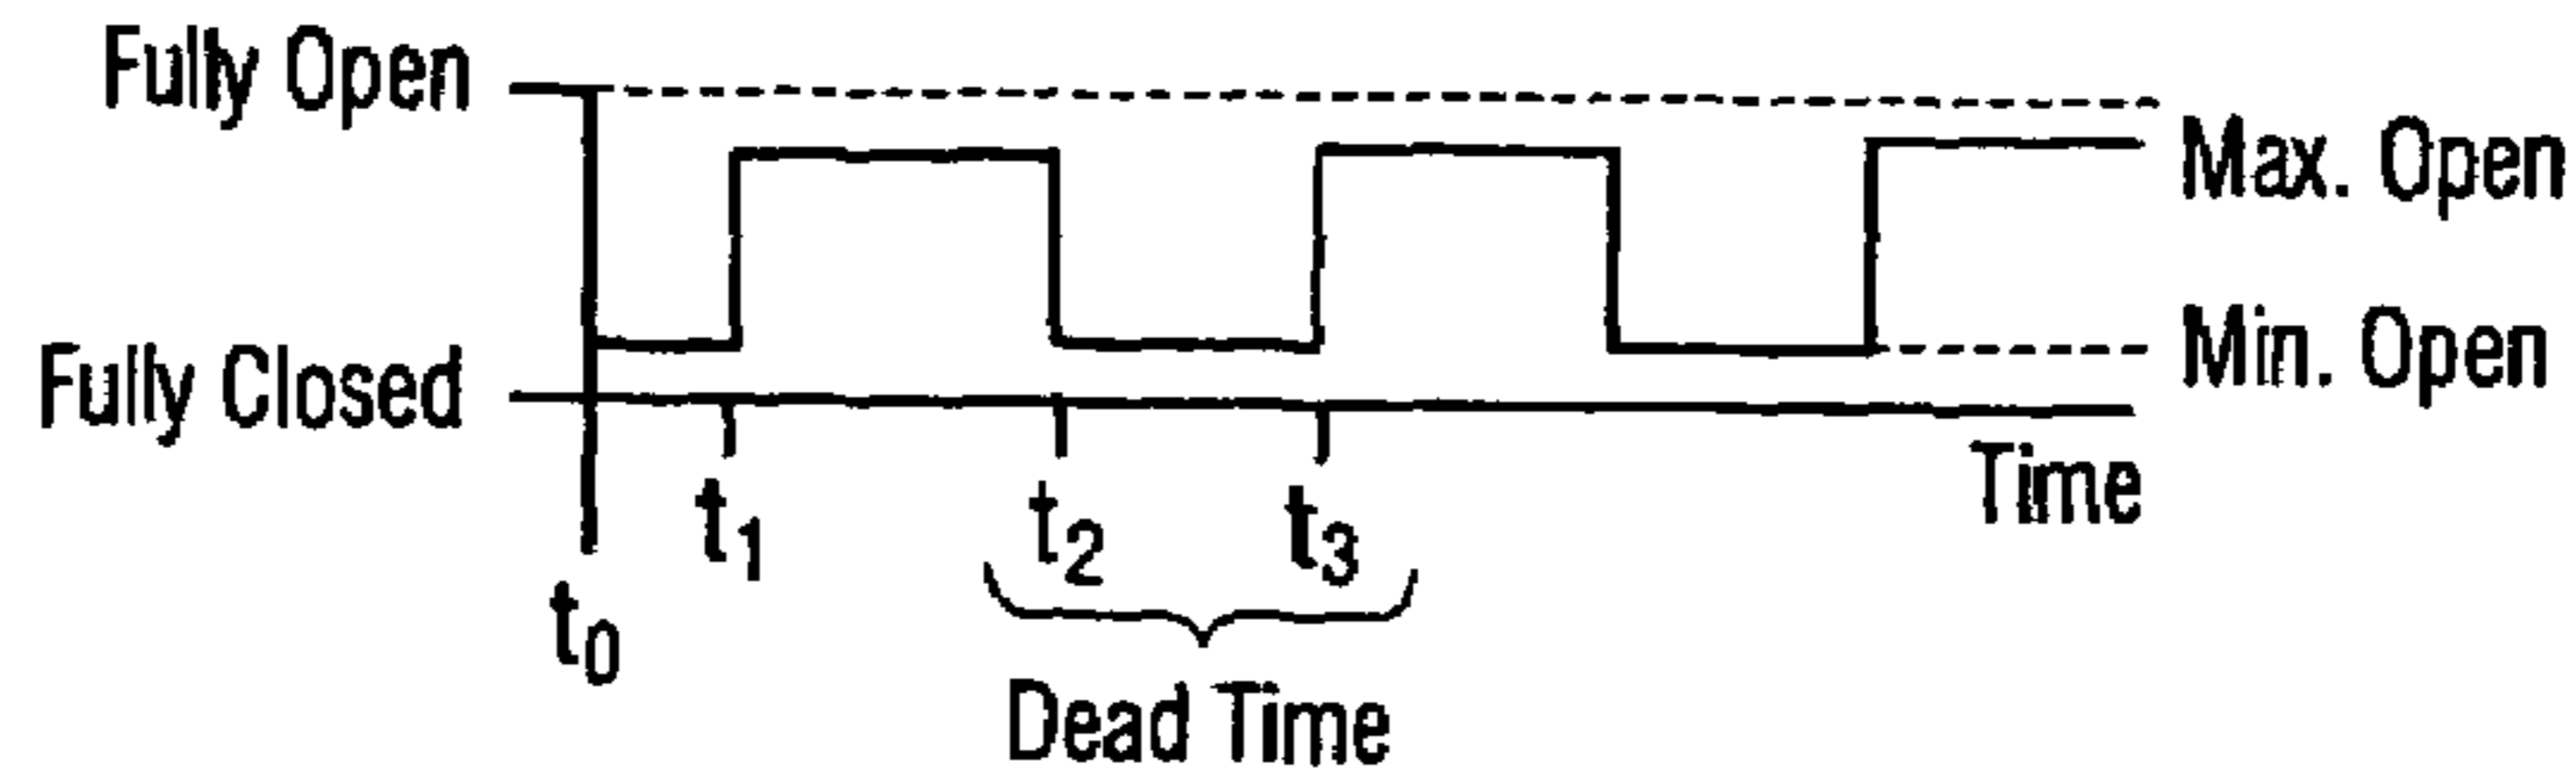 Fully Open
Max. Open
Min. Open
Fully Closed
Time
t1
t2
t3
t0
Dead Time